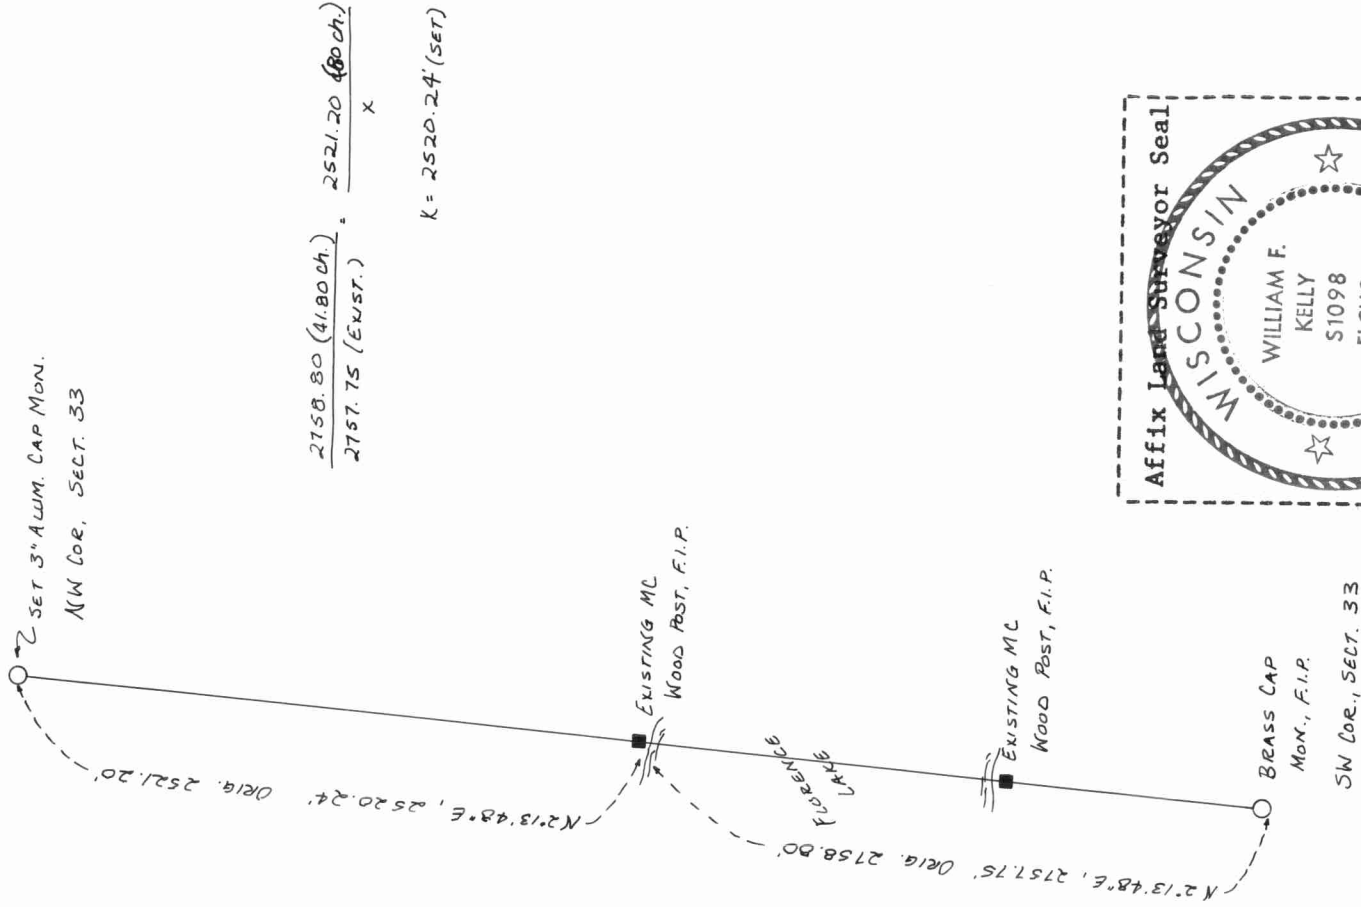 SET 3" ALUM. CAP MON.
NW COR, SECT. 33
2758.80 (41.80 ch.) = 2521.20 (80 ch.)
2757.75 (EXIST.) x
K = 2520.24' (SET)
N 2°13'48"E, 2520.24' ORIG. 2521.20'
EXISTING MC
WOOD POST, F.I.P.
FLORENCE
LAKE
N 2°13'48"E, 2757.75' ORIG. 2758.80'
EXISTING MC
WOOD POST, F.I.P.
BRASS CAP
MON., F.I.P.
SW COR., SECT. 33
Affix Land Surveyor Seal
WISCONSIN
WILLIAM F.
KELLY
S1098